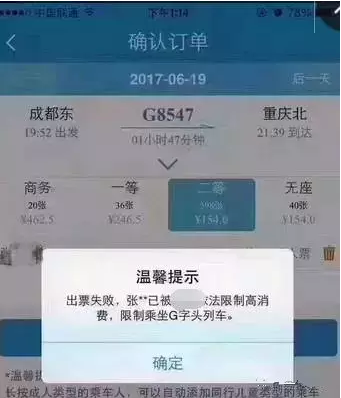 中国联通
下午1:14
78%
确认订单
2017-06-19
后一天
成都东
G8547
重庆北
19:52 出发
01小时47分钟
21:39 到达
商务
一等
二等
无座
20张
36张
598张
40张
¥462.5
¥246.5
¥154.0
¥154.0
张
人票
温馨提示
出票失败，张**已被 法限制高消
费，限制乘坐G字头列车。
确定
*温馨提
长按成人类型的乘车人，可以自动添加同行儿童类型的乘车